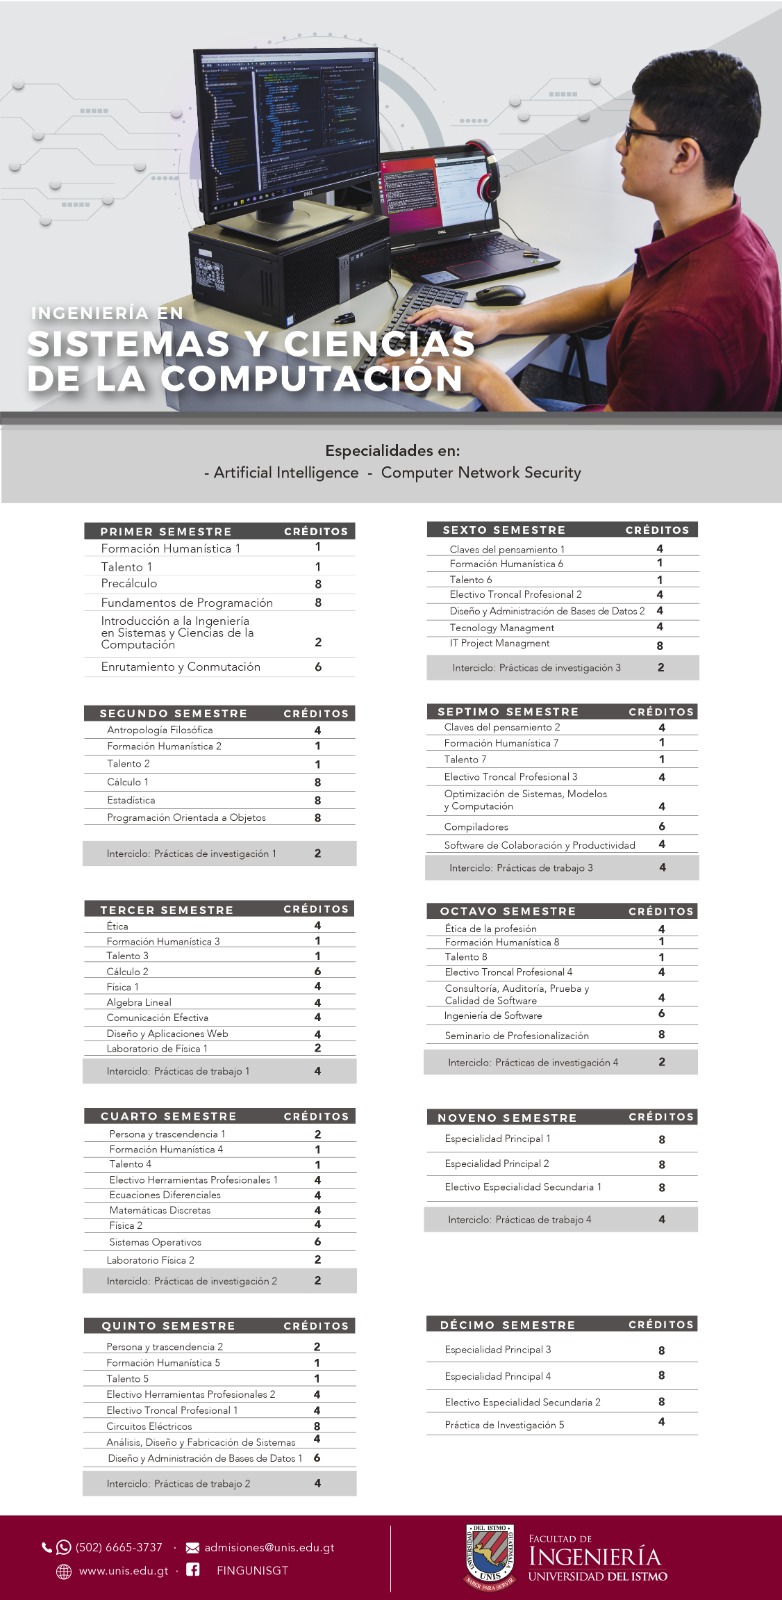 INGENIERÍA EN
SISTEMAS Y CIENCIAS
DE LA COMPUTACIÓN
Especialidades en:
- Artificial Intelligence - Computer Network Security
PRIMER SEMESTRE CRÉDITOS
Formación Humanística 1 1
Talento 1 1
Precálculo 8
Fundamentos de Programación 8
Introducción a la Ingeniería
en Sistemas y Ciencias de la
Computación 2
Enrutamiento y Conmutación 6
SEGUNDO SEMESTRE CRÉDITOS
Antropología Filosófica 4
Formación Humanística 2 1
Talento 2 1
Cálculo 1 8
Estadística 8
Programación Orientada a Objetos 8
Interciclo: Prácticas de investigación 1 2
TERCER SEMESTRE CRÉDITOS
Ética 4
Formación Humanística 3 1
Talento 3 1
Cálculo 2 6
Física 1 4
Algebra Lineal 4
Comunicación Efectiva 4
Diseño y Aplicaciones Web 4
Laboratorio de Física 1 2
Interciclo: Prácticas de trabajo 1 4
CUARTO SEMESTRE CRÉDITOS
Persona y trascendencia 1 2
Formación Humanística 4 1
Talento 4 1
Electivo Herramientas Profesionales 1 4
Ecuaciones Diferenciales 4
Matemáticas Discretas 4
Física 2 4
Sistemas Operativos 6
Laboratorio Física 2 2
Interciclo: Prácticas de investigación 2 2
QUINTO SEMESTRE CRÉDITOS
Persona y trascendencia 2 2
Formación Humanística 5 1
Talento 5 1
Electivo Herramientas Profesionales 2 4
Electivo Troncal Profesional 1 4
Circuitos Eléctricos 8
Análisis, Diseño y Fabricación de Sistemas 4
Diseño y Administración de Bases de Datos 1 6
Interciclo: Prácticas de trabajo 2 4
SEXTO SEMESTRE CRÉDITOS
Claves del pensamiento 1 4
Formación Humanística 6 1
Talento 6 1
Electivo Troncal Profesional 2 4
Diseño y Administración de Bases de Datos 2 4
Tecnology Managment 4
IT Project Managment 8
Interciclo: Prácticas de investigación 3 2
SEPTIMO SEMESTRE CRÉDITOS
Claves del pensamiento 2 4
Formación Humanística 7 1
Talento 7 1
Electivo Troncal Profesional 3 4
Optimización de Sistemas, Modelos
y Computación 4
Compiladores 6
Software de Colaboración y Productividad 4
Interciclo: Prácticas de trabajo 3 4
OCTAVO SEMESTRE CRÉDITOS
Ética de la profesión 4
Formación Humanística 8 1
Talento 8 1
Electivo Troncal Profesional 4 4
Consultoría, Auditoría, Prueba y
Calidad de Software 4
Ingeniería de Software 6
Seminario de Profesionalización 8
Interciclo: Prácticas de investigación 4 2
NOVENO SEMESTRE CRÉDITOS
Especialidad Principal 1 8
Especialidad Principal 2 8
Electivo Especialidad Secundaria 1 8
Interciclo: Prácticas de trabajo 4 4
DÉCIMO SEMESTRE CRÉDITOS
Especialidad Principal 3 8
Especialidad Principal 4 8
Electivo Especialidad Secundaria 2 8
Práctica de Investigación 5 4
(502) 6665-3737 · admisiones@unis.edu.gt
www.unis.edu.gt · FINGUNISGT
DEL ISTMO
UNIVERSIDAD
GUATEMALA
UNIS
SABER PARA SERVIR
FACULTAD DE
INGENIERÍA
UNIVERSIDAD DEL ISTMO